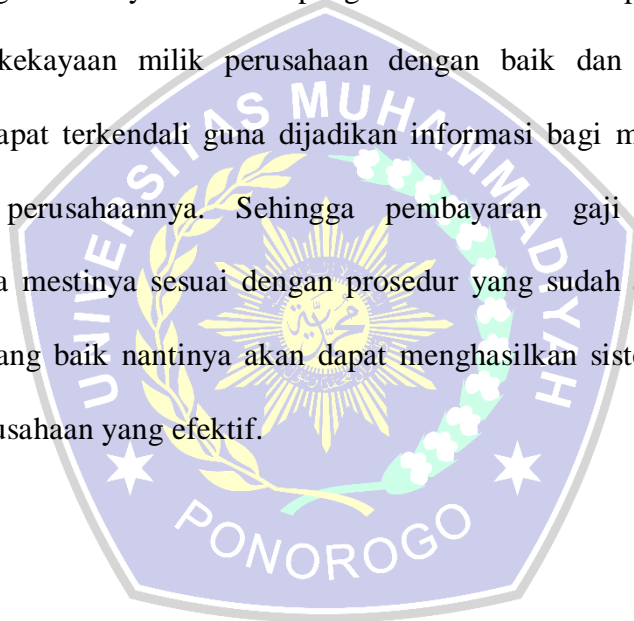 kekayaan milik perusahaan dengan baik dan
apat terkendali guna dijadikan informasi bagi m
perusahaannya. Sehingga pembayaran gaji
a mestinya sesuai dengan prosedur yang sudah
ang baik nantinya akan dapat menghasilkan siste
usahaan yang efektif.
UNIVERSITAS MUHAMMADIYAH
PONOROGO